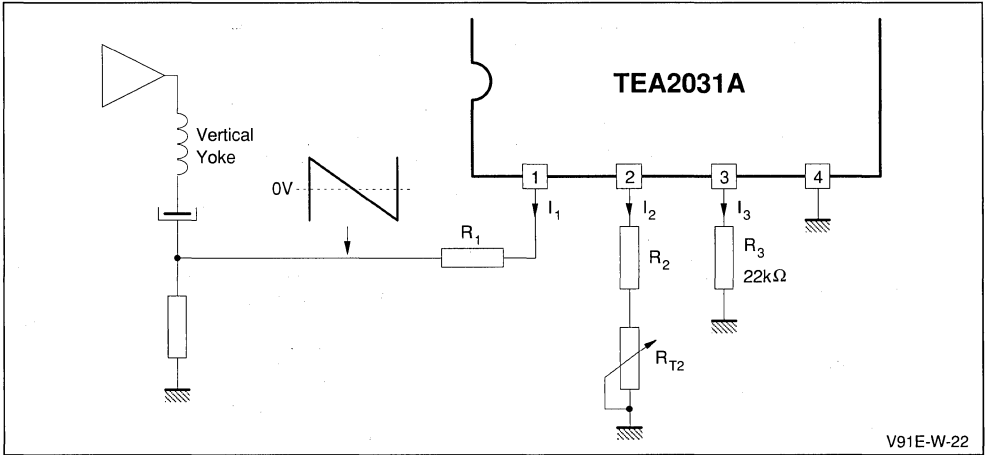 TEA2031A
Vertical
Yoke
0V
1
2
3
4
I1
I2
I3
R1
R2
R3
22kΩ
RT2
V91E-W-22